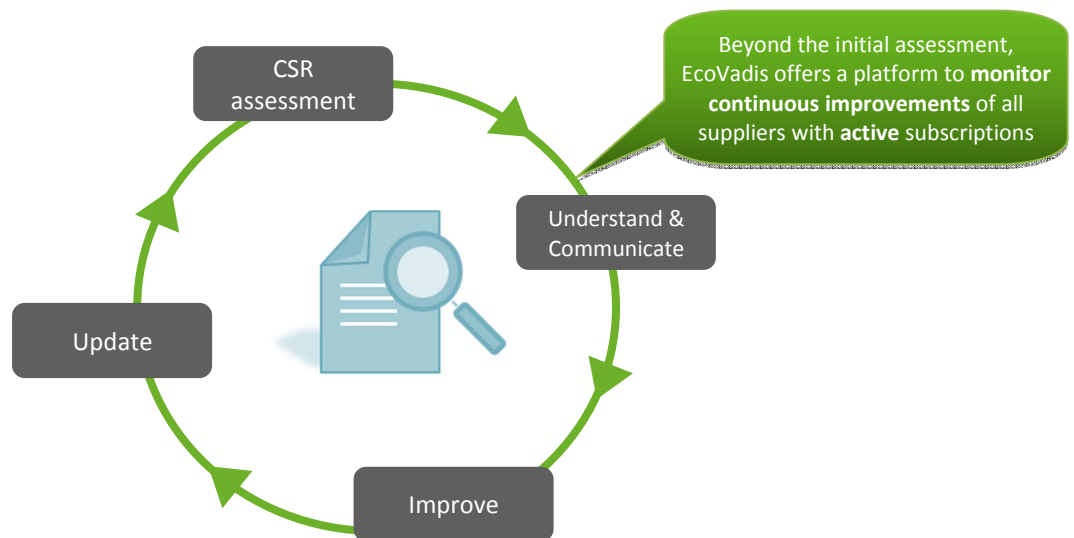 CSR
assessment
Beyond the initial assessment,
EcoVadis offers a platform to monitor
continuous improvements of all
suppliers with active subscriptions
Understand &
Communicate
Update
Improve